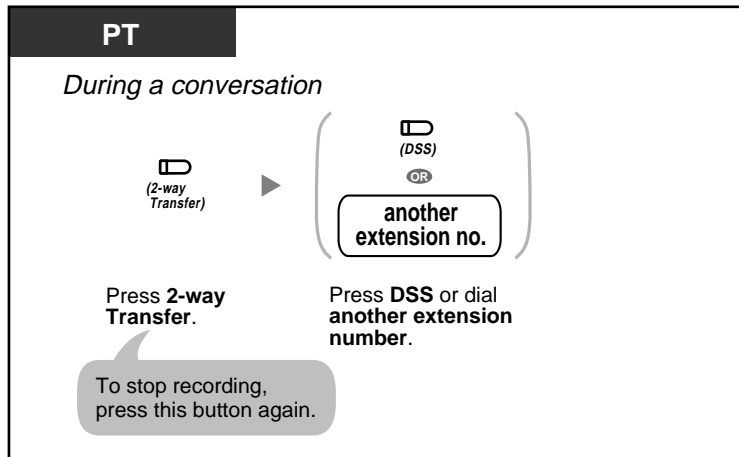 PT
During a conversation
(DSS)
(2-way
Transfer)
OR
another
extension no.
Press 2-way
Transfer.
Press DSS or dial
another extension
number.
To stop recording,
press this button again.